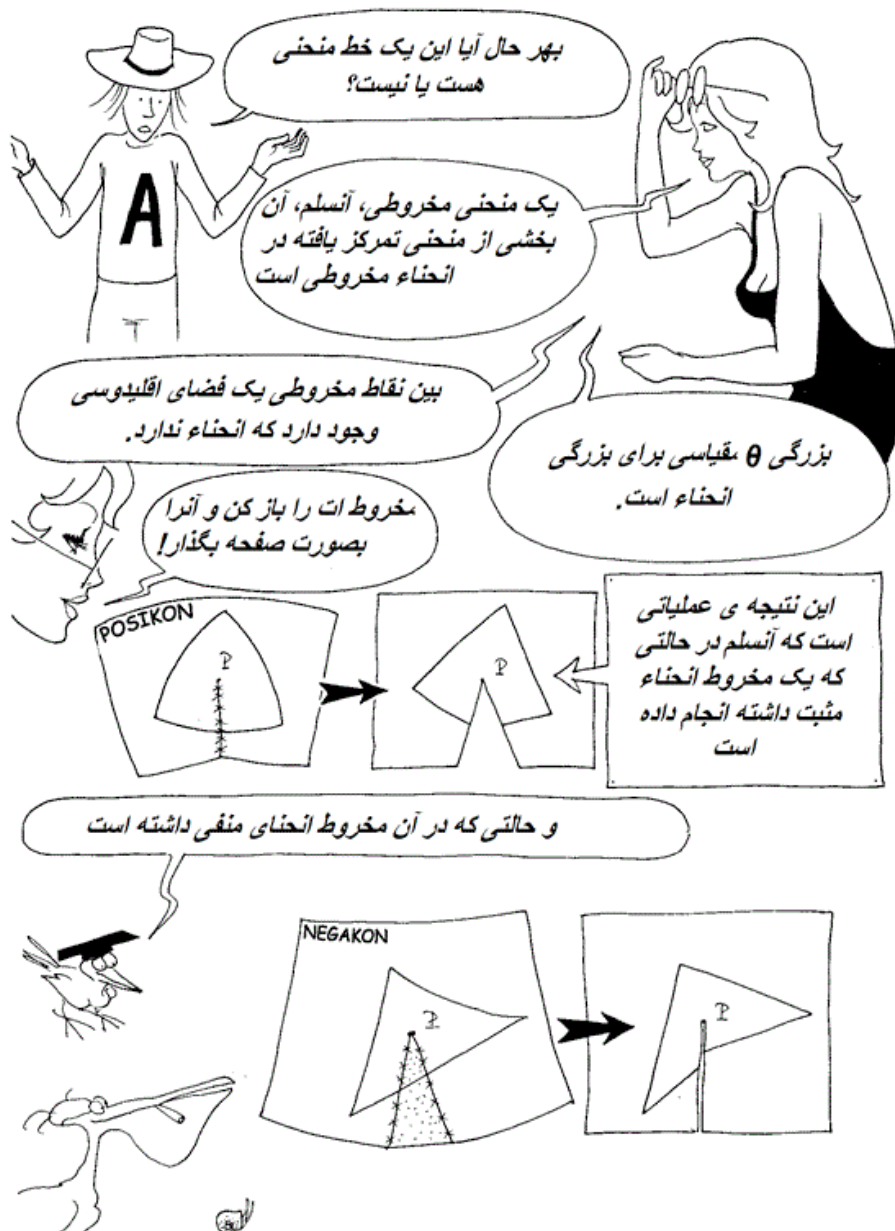 بهر حال آیا این یک خط منحنی
هست یا نیست؟
A
یک منحنی مخروطی، آنسلم، آن
بخشی از منحنی تمرکز یافته در
انحناء مخروطی است
بین نقاط مخروطی یک فضای اقلیدوسی
وجود دارد که انحناء ندارد.
بزرگی θ مقیاسی برای بزرگی
انحناء است.
مخروط ات را باز کن و آنرا
بصورت صفحه بگذار!
POSIKON
P
P
این نتیجه ی عملیاتی
است که آنسلم در حالتی
که یک مخروط انحناء
مثبت داشته انجام داده
است
و حالتی که در آن مخروط انحنای منفی داشته است
NEGAKON
P
P